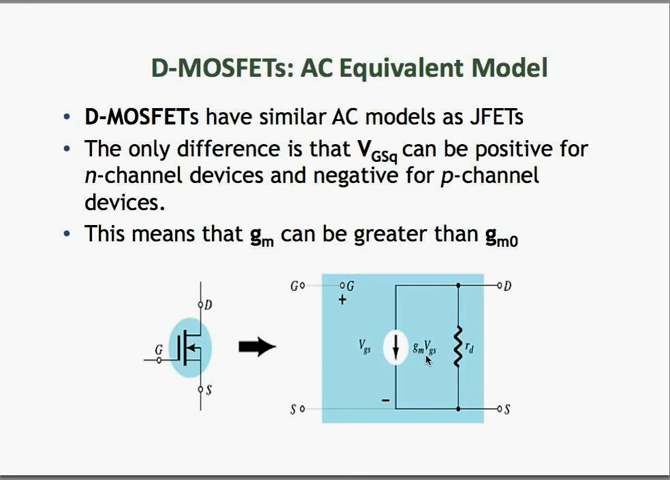 D-MOSFETs: AC Equivalent Model
• D-MOSFETs have similar AC models as JFETs
• The only difference is that VGSq can be positive for
n-channel devices and negative for p-channel
devices.
• This means that gm can be greater than gm0
D
G
S
G
G
+
D
Vgs
gmVgs
rd
−
S
S